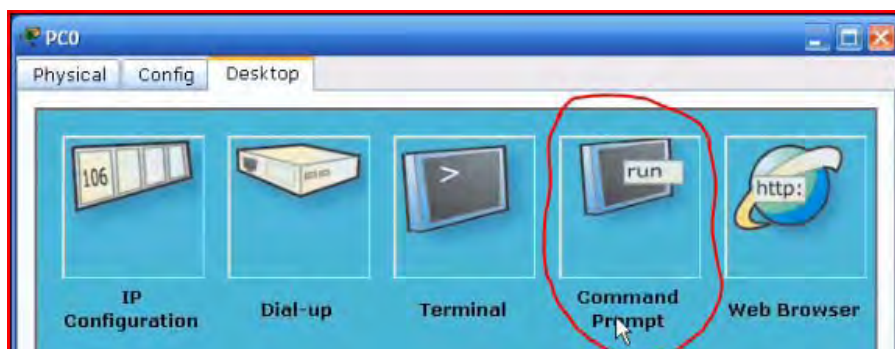 PC0
Physical Config Desktop
106
>
run
http:
IP
Configuration
Dial-up
Terminal
Command
Prompt
Web Browser